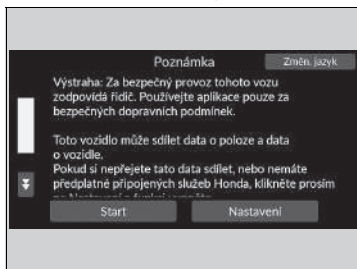 Poznámka
Změn. jazyk
Výstraha: Za bezpečný provoz tohoto vozu
zodpovídá řidič. Používejte aplikace pouze za
bezpečných dopravních podmínek.
Toto vozidlo může sdílet data o poloze a data
o vozidle.
Pokud si nepřejete tato data sdílet, nebo nemáte
předplatné připojených služeb Honda, klikněte prosím
Start
Nastavení